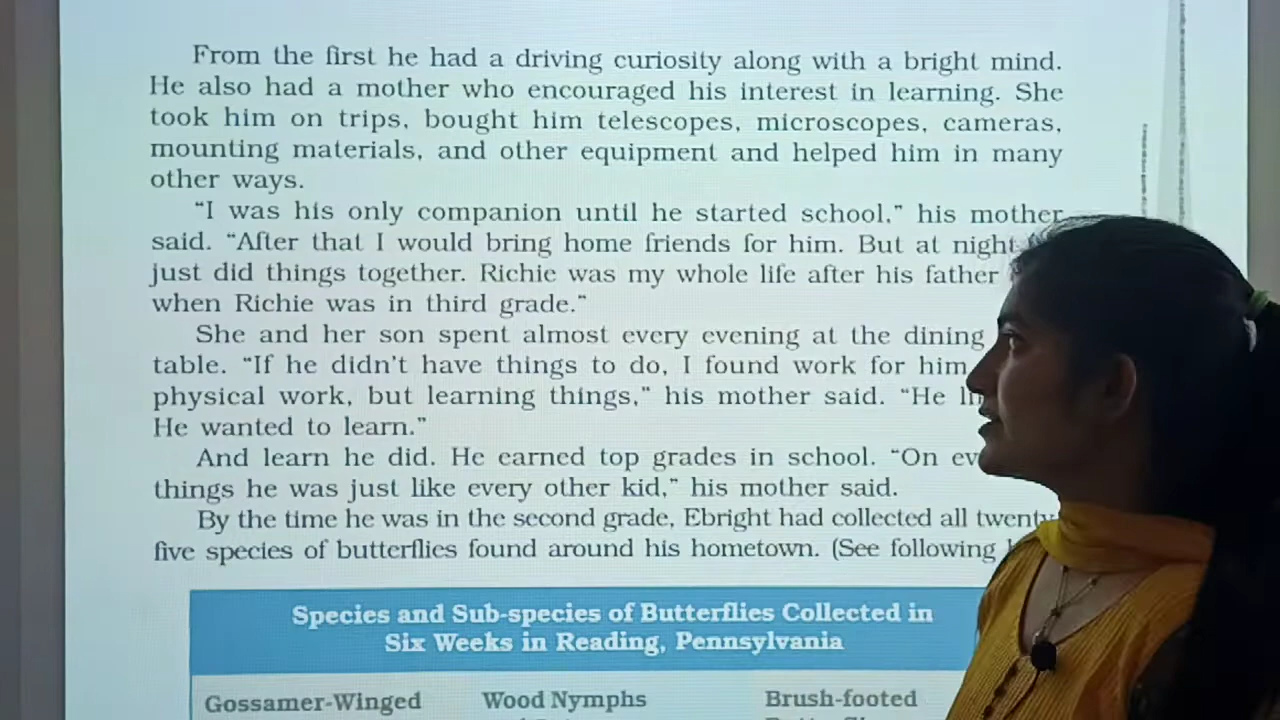 From the first he had a driving curiosity along with a bright mind.
He also had a mother who encouraged his interest in learning. She
took him on trips, bought him telescopes, microscopes, cameras,
mounting materials, and other equipment and helped him in many
other ways.
“I was his only companion until he started school,” his mother
said. “After that I would bring home friends for him. But at night
just did things together. Richie was my whole life after his father
when Richie was in third grade.”
She and her son spent almost every evening at the dining
table. “If he didn't have things to do, I found work for him
physical work, but learning things,” his mother said. “He
He wanted to learn.”
And learn he did. He earned top grades in school. “On
things he was just like every other kid,” his mother said.
By the time he was in the second grade, Ebright had collected all twenty
five species of butterflies found around his hometown. (See following
Species and Sub-species of Butterflies Collected in
Six Weeks in Reading, Pennsylvania
Gossamer-Winged Wood Nymphs Brush-footed